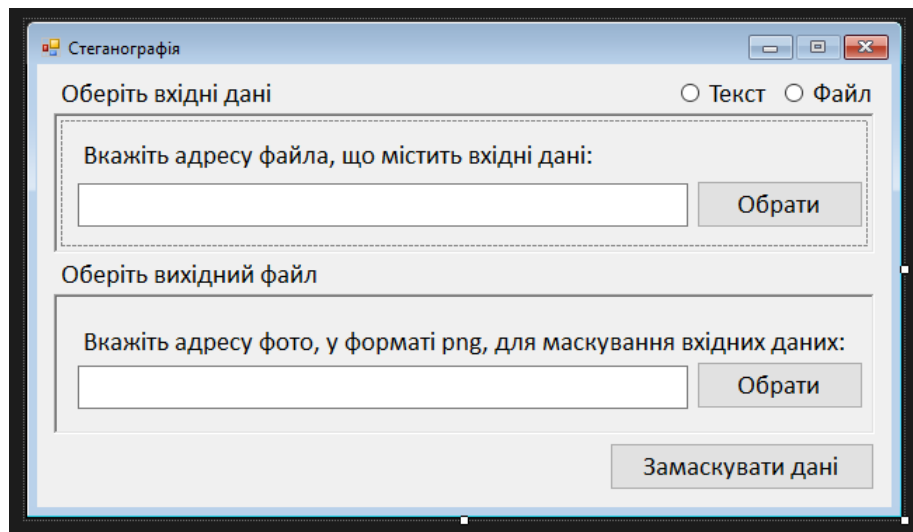 Стеганографія
Оберіть вхідні дані Текст Файл
Вкажіть адресу файла, що містить вхідні дані:
Обрати
Оберіть вихідний файл
Вкажіть адресу фото, у форматі png, для маскування вхідних даних:
Обрати
Замаскувати дані